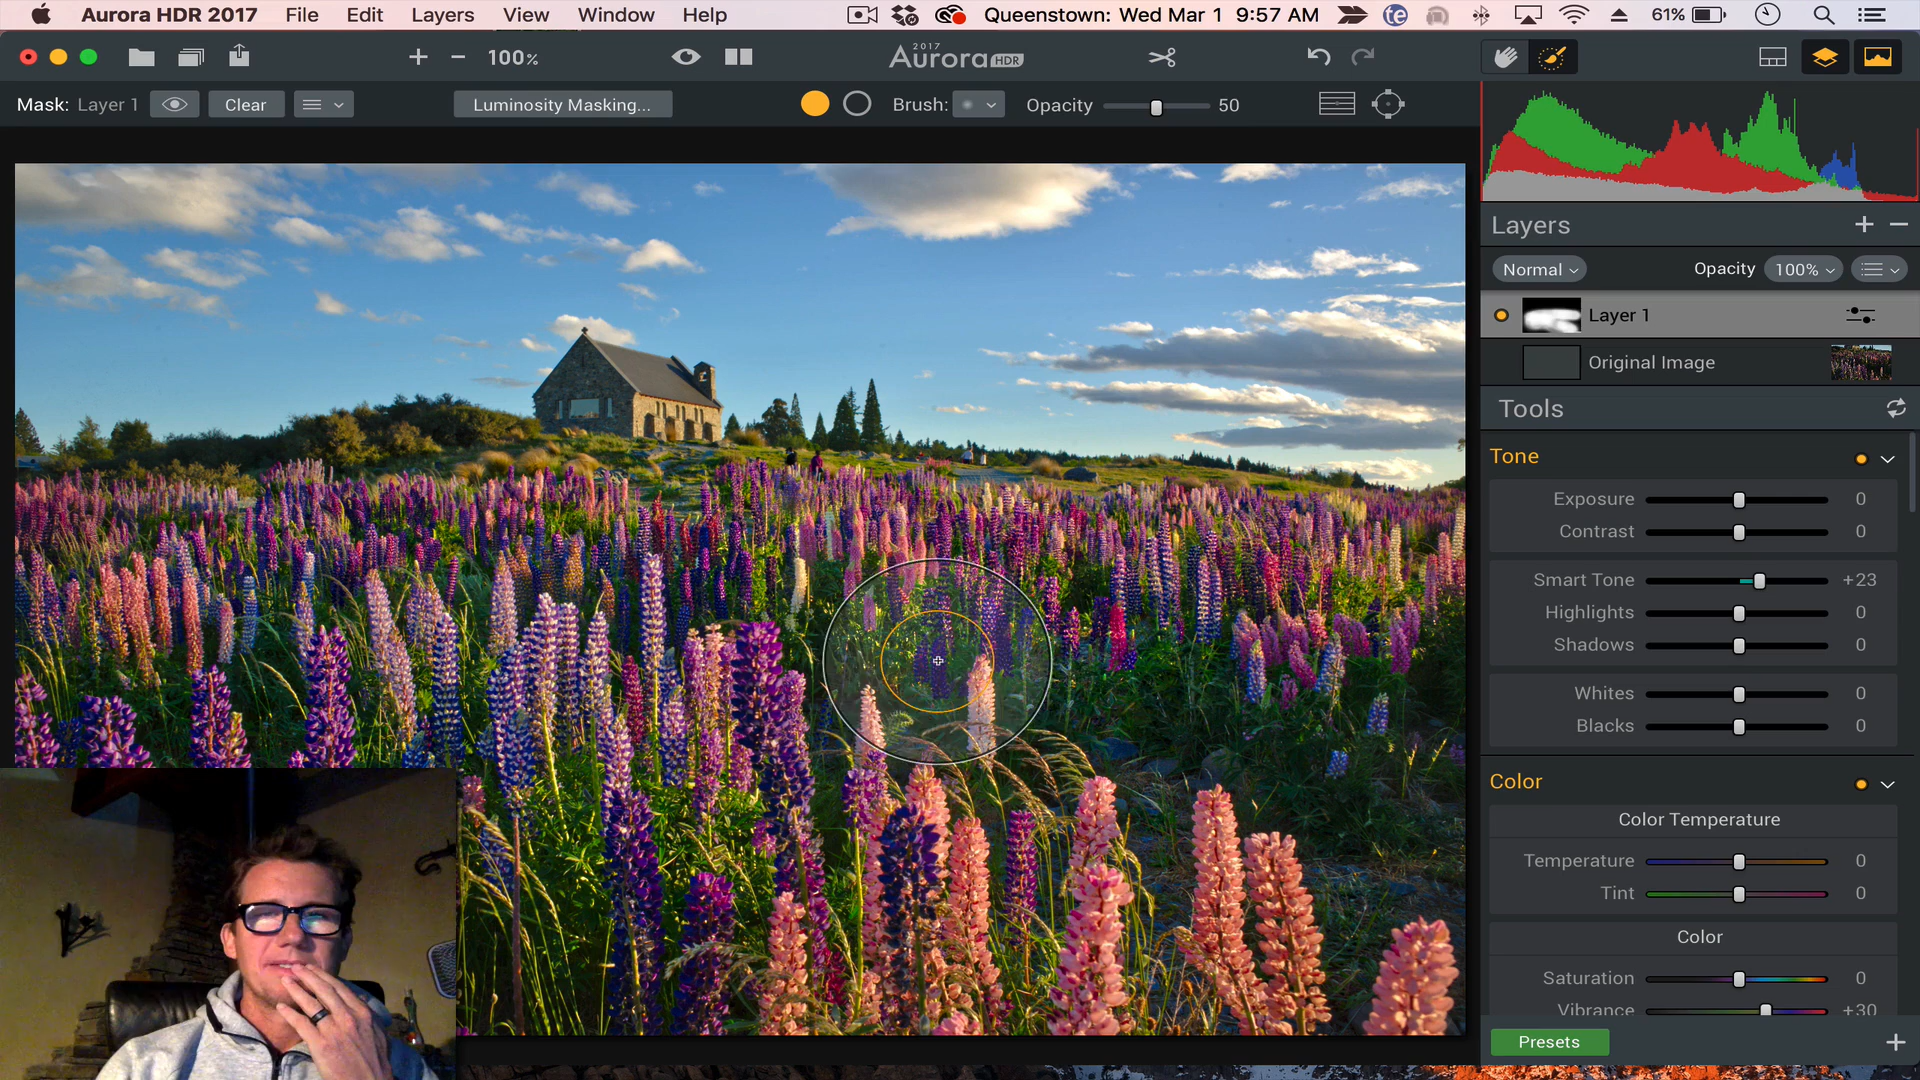 Aurora HDR 2017 File Edit Layers View Window Help te Queenstown: Wed Mar 1 9:57 AM 61%
100% 2017 Aurora HDR
Mask: Layer 1 Clear Luminosity Masking... Brush: Opacity 50
Layers
Normal Opacity 100%
Layer 1
Original Image
Tools
Tone
Exposure 0
Contrast 0
Smart Tone +23
Highlights 0
Shadows 0
Whites 0
Blacks 0
Color
Color Temperature
Temperature 0
Tint 0
Color
Saturation 0
Vibrance +30
Presets